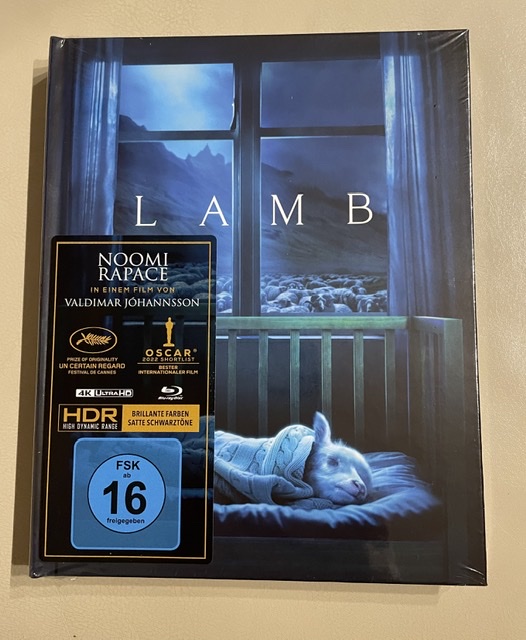 LAMB
NOOMI
RAPACE
IN EINEM FILM VON
VALDIMAR JÓHANNSSON
PRIZE OF ORIGINALITY
UN CERTAIN REGARD
FESTIVAL DE CANNES
OSCAR®
2022 SHORTLIST
BESTER
INTERNATIONALER FILM
4K ULTRA HD
Blu-ray Disc
HDR
HIGH DYNAMIC RANGE
BRILLANTE FARBEN
SATTE SCHWARZTÖNE
FSK
ab
16
freigegeben